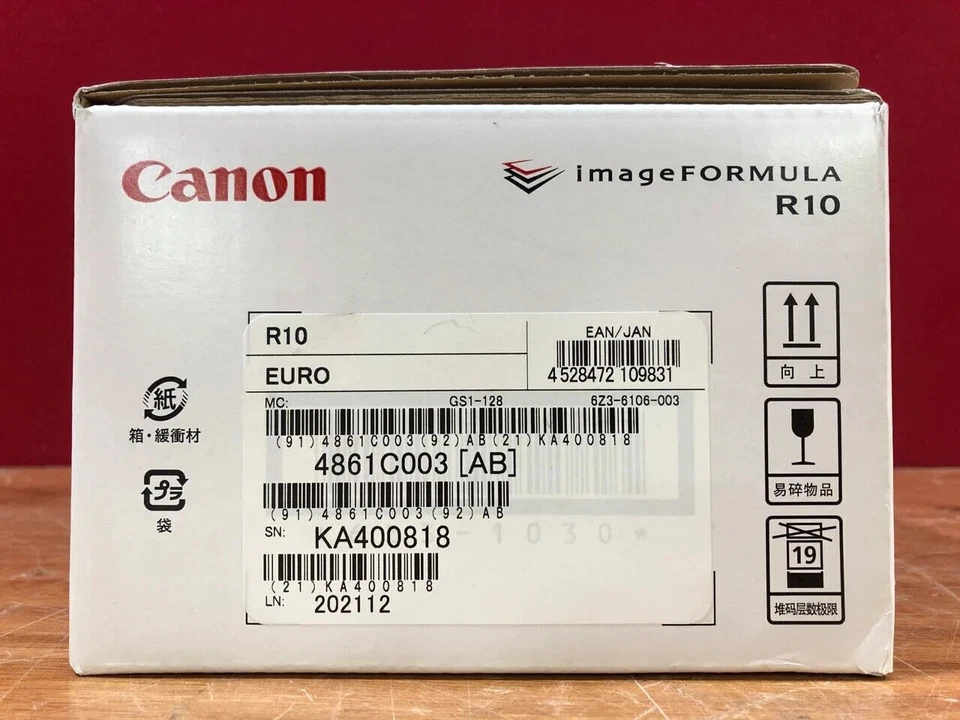 Canon
imageFORMULA
R10
R10
EURO
EAN/JAN
4 528472 109831
MC: GS1-128 6Z3-6106-003
(91)4861C003(92)AB(21)KA400818
4861C003 [AB]
(91)4861C003(92)AB
SN: KA400818
-1030*
(21)KA400818
LN: 202112
紙
箱・緩衝材
プラ
袋
向上
易碎物品
19
堆码层数极限